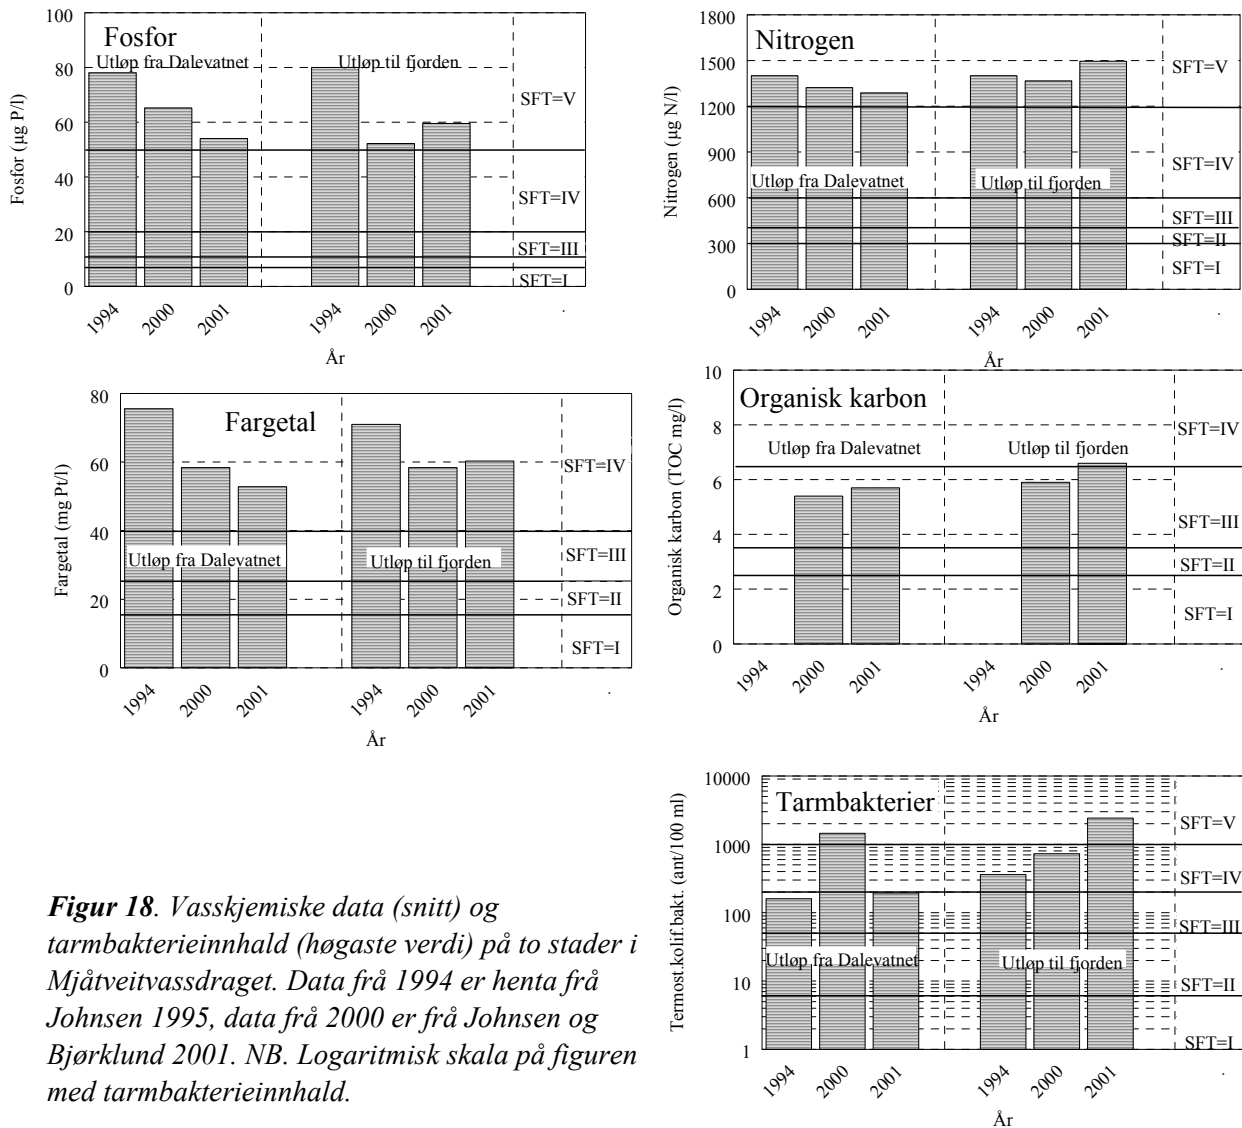 Fosfor
Utløp fra Dalevatnet
Utløp til fjorden
Fosfor (µg P/l)
100
80
60
40
20
0
SFT=V
SFT=IV
SFT=III
SFT=I
1994
2000
2001
1994
2000
2001
År
Nitrogen
Nitrogen (µg N/l)
1800
1500
1200
900
600
300
0
Utløp fra Dalevatnet
Utløp til fjorden
SFT=V
SFT=IV
SFT=III
SFT=II
SFT=I
1994
2000
2001
1994
2000
2001
År
Fargetal
Fargetal (mg Pt/l)
80
60
40
20
0
Utløp fra Dalevatnet
Utløp til fjorden
SFT=IV
SFT=III
SFT=II
SFT=I
1994
2000
2001
1994
2000
2001
År
Organisk karbon
Organisk karbon (TOC mg/l)
10
8
6
4
2
0
Utløp fra Dalevatnet
Utløp til fjorden
SFT=IV
SFT=III
SFT=II
SFT=I
1994
2000
2001
1994
2000
2001
År
Tarmbakterier
Termost.kolif.bakt. (ant/100 ml)
10000
1000
100
10
1
Utløp fra Dalevatnet
Utløp til fjorden
SFT=V
SFT=IV
SFT=III
SFT=II
SFT=I
1994
2000
2001
1994
2000
2001
År
Figur 18. Vasskjemiske data (snitt) og
tarmbakterieinnhald (høgaste verdi) på to stader i
Mjåtveitvassdraget. Data frå 1994 er henta frå
Johnsen 1995, data frå 2000 er frå Johnsen og
Bjørklund 2001. NB. Logaritmisk skala på figuren
med tarmbakterieinnhald.